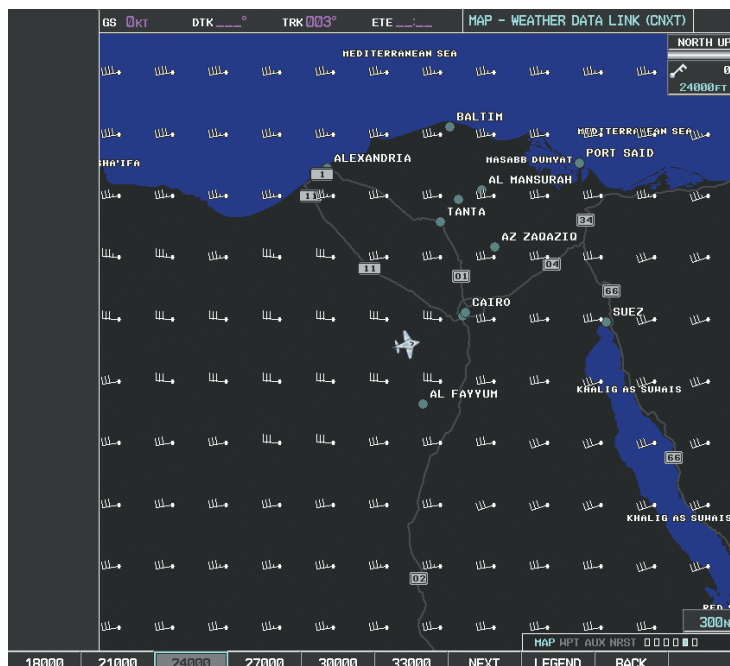 GS 0KT DTK ___° TRK 003° ETE __:__ MAP – WEATHER DATA LINK (CNXT)
NORTH UP
0
24000FT
MEDITERRANEAN SEA
BALTIM
MEDITERRANEAN SEA
SHA'IFA
ALEXANDRIA
MASABB DUMYAT
PORT SAID
1
AL MANSURAH
11
TANTA
34
AZ ZAQAZIQ
11
01
04
66
CAIRO
SUEZ
AL FAYYUM
KHALIG AS SUWAIS
66
KHALIG AS SUWAIS
02
RED S
300N
MAP WPT AUX NRST
18000 21000 24000 27000 30000 33000 NEXT LEGEND BACK